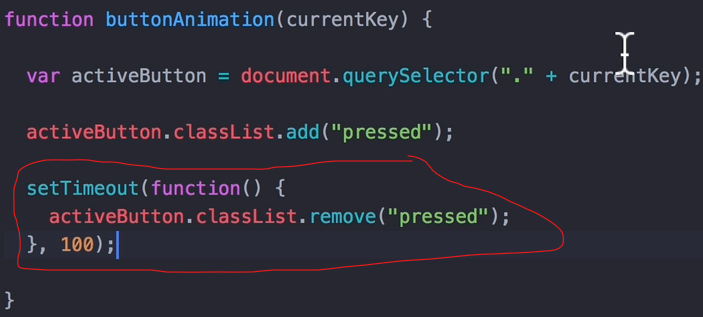 function buttonAnimation(currentKey) {
var activeButton = document.querySelector("." + currentKey);
activeButton.classList.add("pressed");
setTimeout(function() {
activeButton.classList.remove("pressed");
}, 100);
}